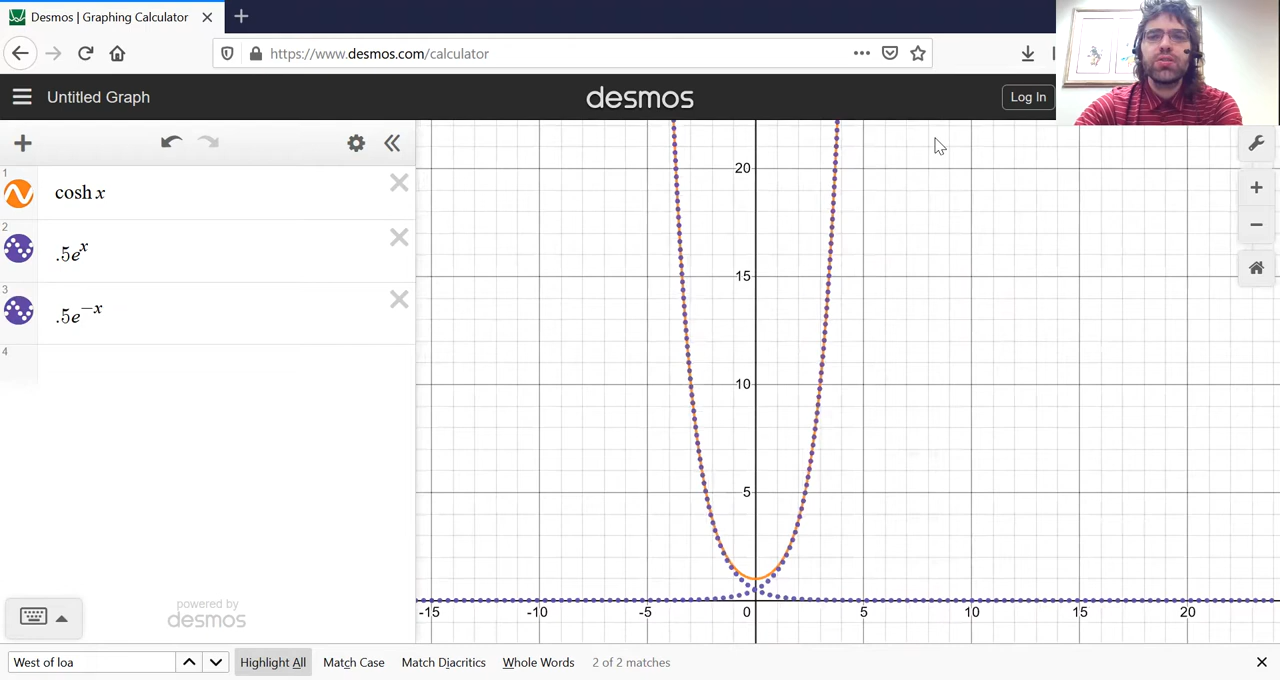 Desmos | Graphing Calculator
https://www.desmos.com/calculator
Untitled Graph
desmos
Log In
1
cosh x
2
.5e^x
3
.5e^{-x}
4
20
15
10
5
-15 -10 -5 0 5 10 15 20
powered by
desmos
West of loa
Highlight All Match Case Match Diacritics Whole Words 2 of 2 matches